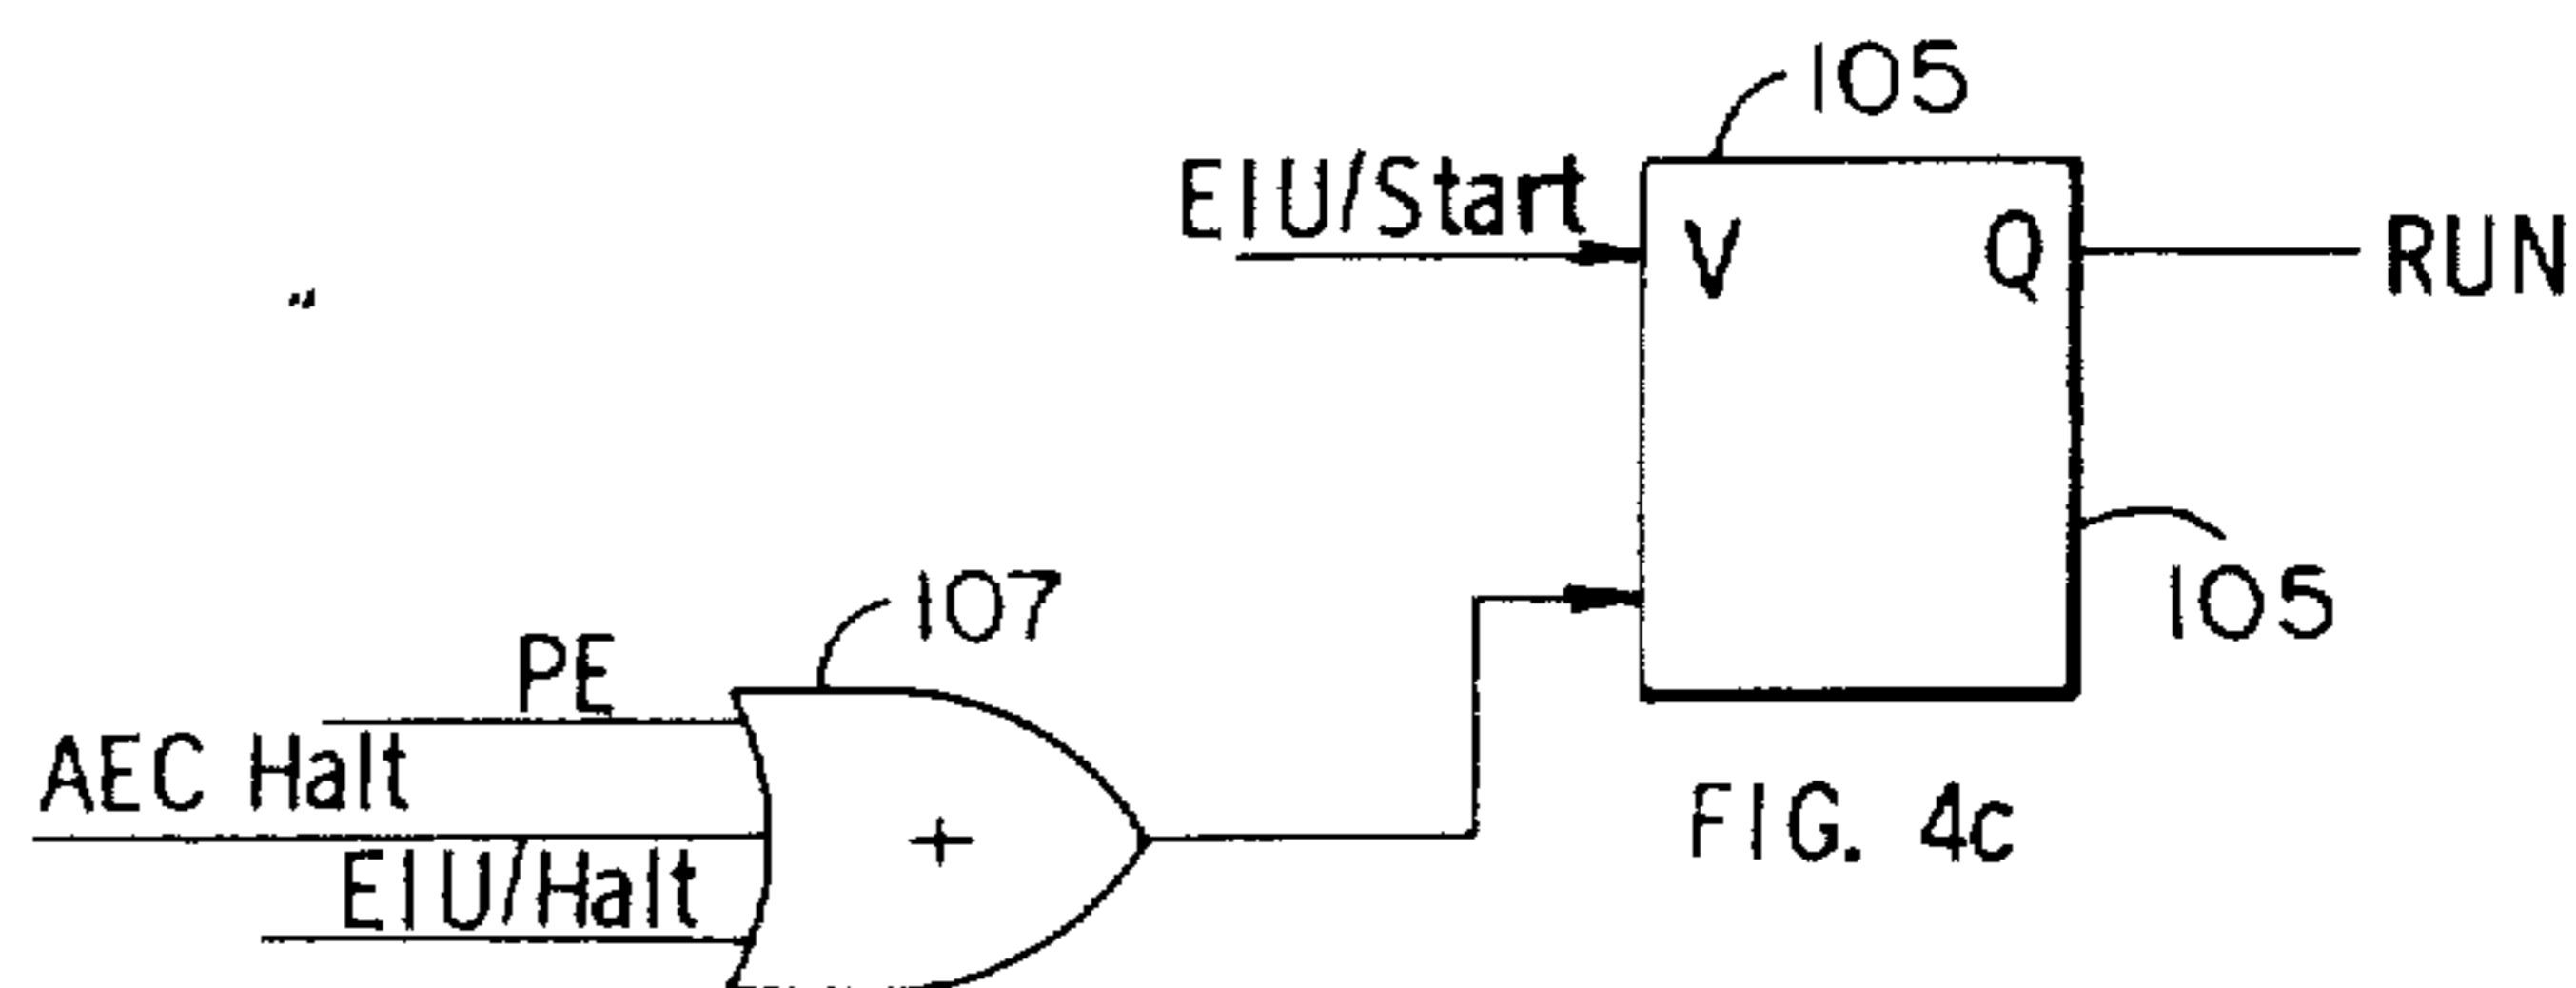 105
EIU/Start
V
Q
RUN
105
107
PE
AEC Halt
EIU/Halt
+
FIG. 4c